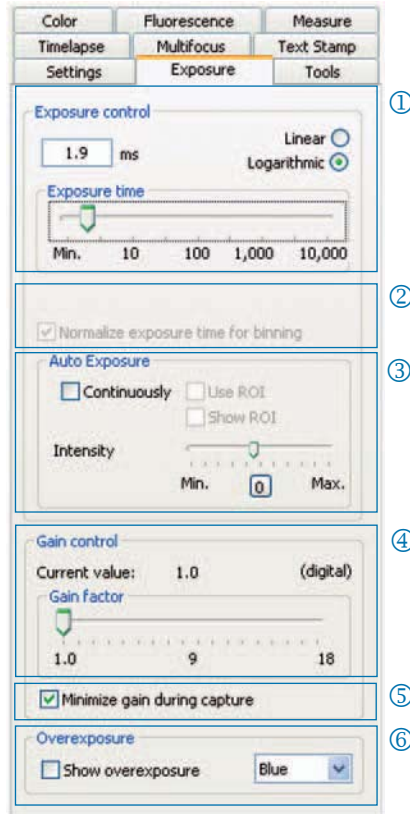 Color Fluorescence Measure
Timelapse Multifocus Text Stamp
Settings Exposure Tools
①
Exposure control
1.9 ms
Linear
Logarithmic
Exposure time
Min. 10 100 1,000 10,000
②
Normalize exposure time for binning
③
Auto Exposure
Continuously Use ROI
Show ROI
Intensity
Min. 0 Max.
④
Gain control
Current value: 1.0 (digital)
Gain factor
1.0 9 18
⑤
Minimize gain during capture
⑥
Overexposure
Show overexposure Blue